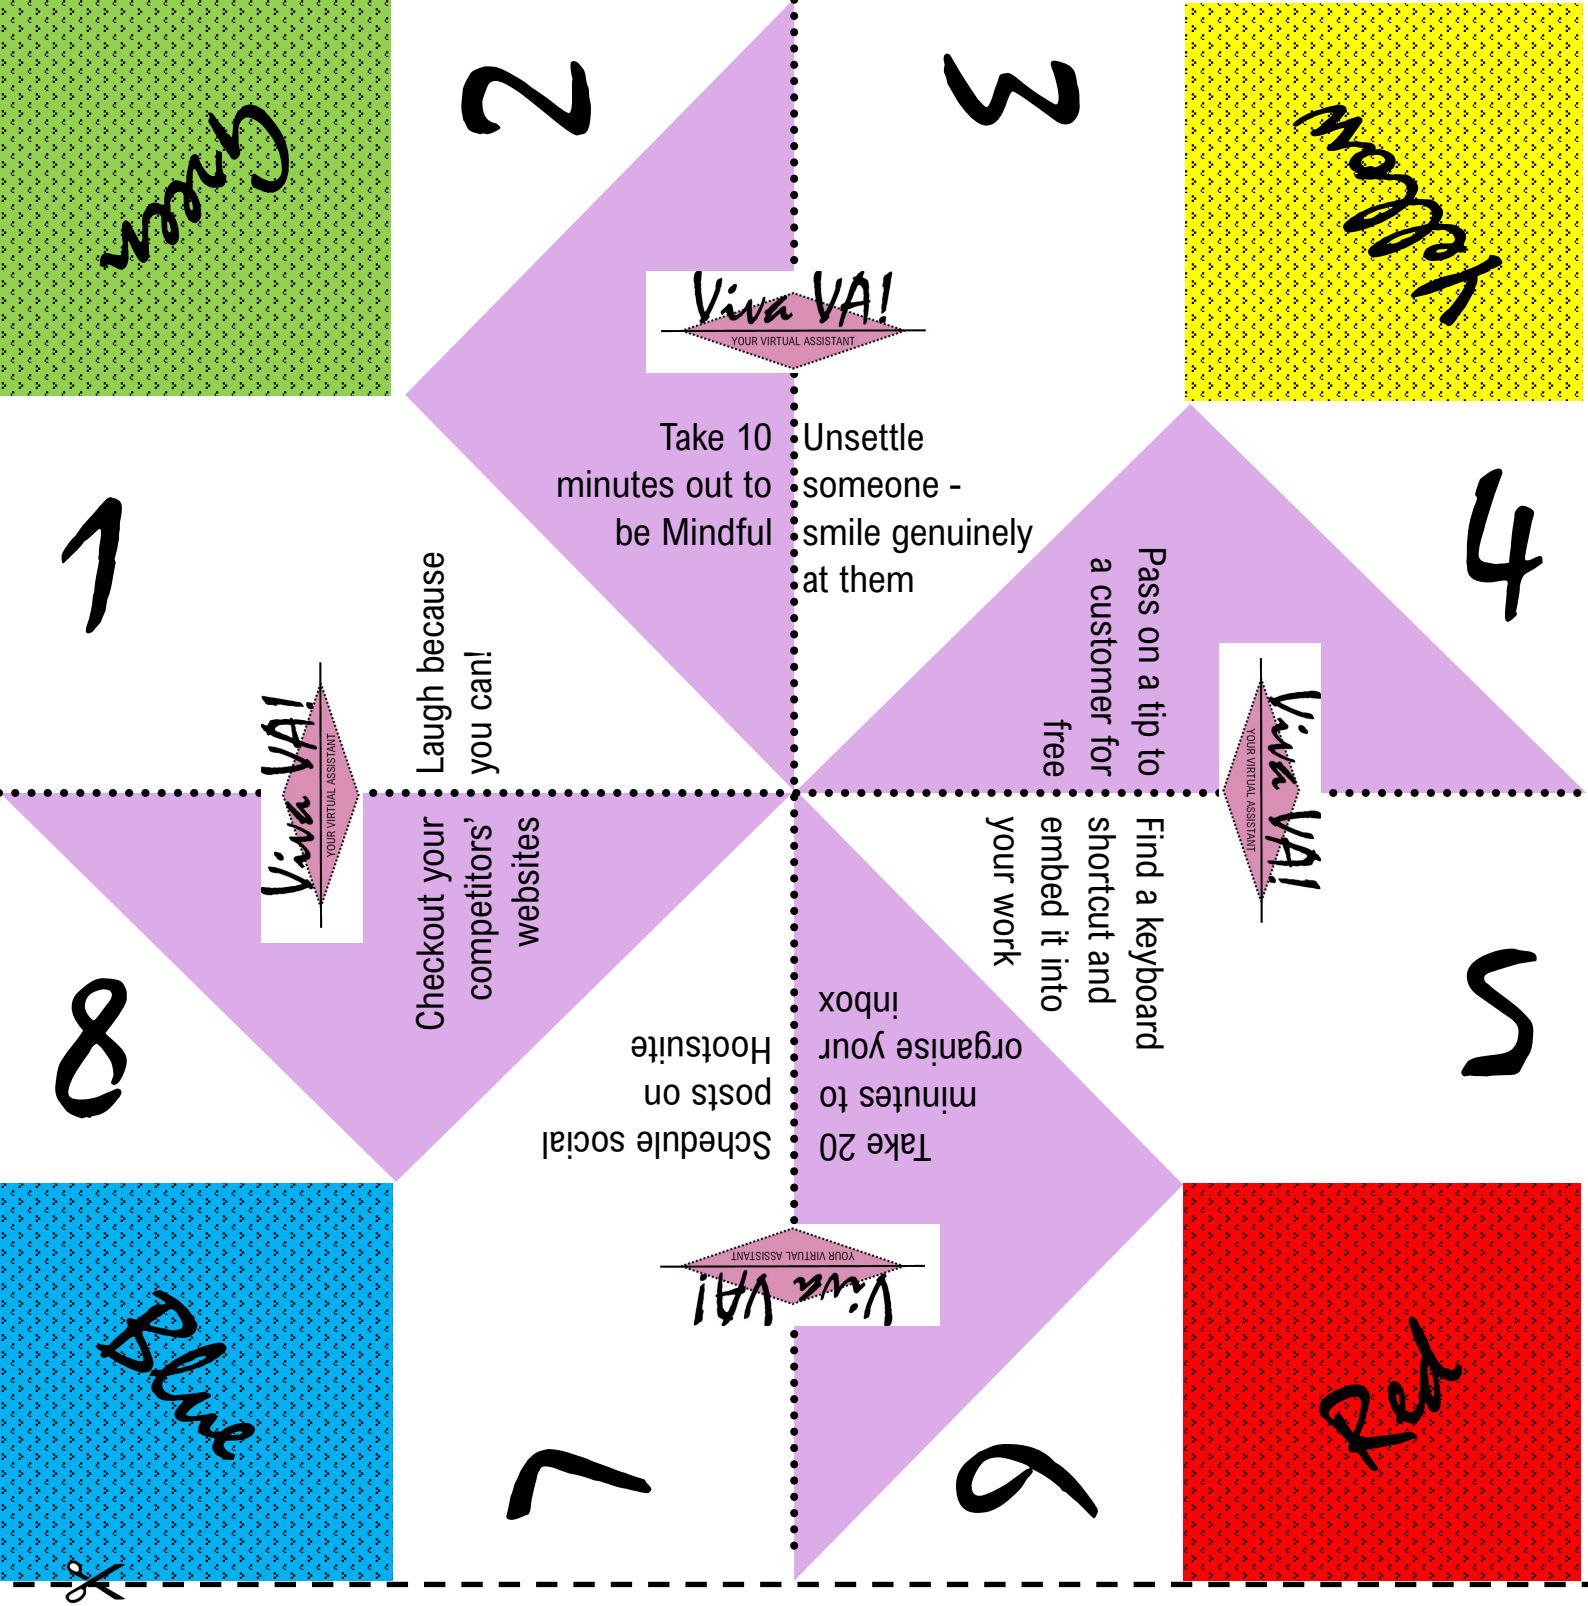 Green
2
3
Yellow
Viva VA!
YOUR VIRTUAL ASSISTANT
Take 10
minutes out to
be Mindful
Unsettle
someone -
smile genuinely
at them
1
4
Laugh because
you can!
Pass on a tip to
a customer for
free
Viva VA!
YOUR VIRTUAL ASSISTANT
Viva VA!
YOUR VIRTUAL ASSISTANT
Checkout your
competitors’
websites
Find a keyboard
shortcut and
embed it into
your work
8
5
Schedule social
posts on
Hootsuite
Take 20
minutes to
organise your
inbox
Viva VA!
YOUR VIRTUAL ASSISTANT
Blue
7
6
Red